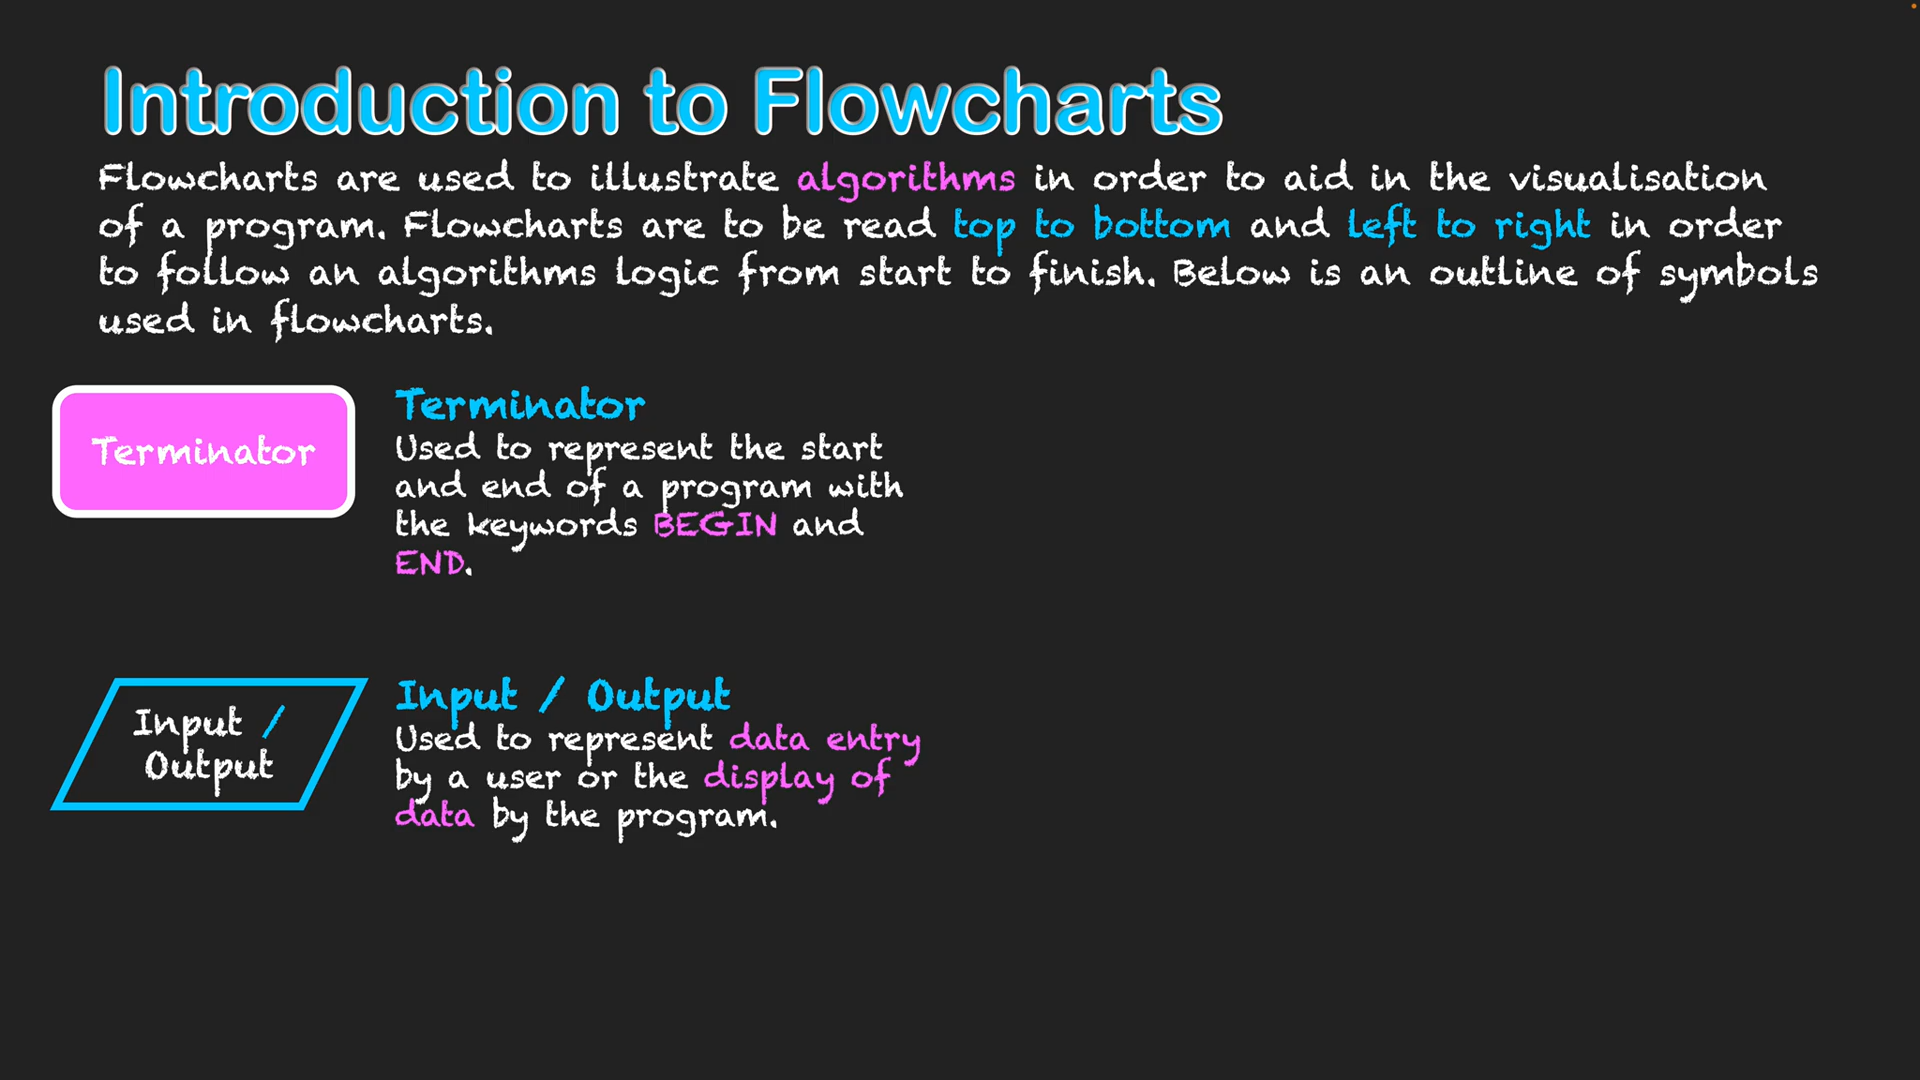 Introduction to Flowcharts
Flowcharts are used to illustrate algorithms in order to aid in the visualisation
of a program. Flowcharts are to be read top to bottom and left to right in order
to follow an algorithms logic from start to finish. Below is an outline of symbols
used in flowcharts.
Terminator
Terminator
Used to represent the start
and end of a program with
the keywords BEGIN and
END.
Input /
Output
Input / Output
Used to represent data entry
by a user or the display of
data by the program.